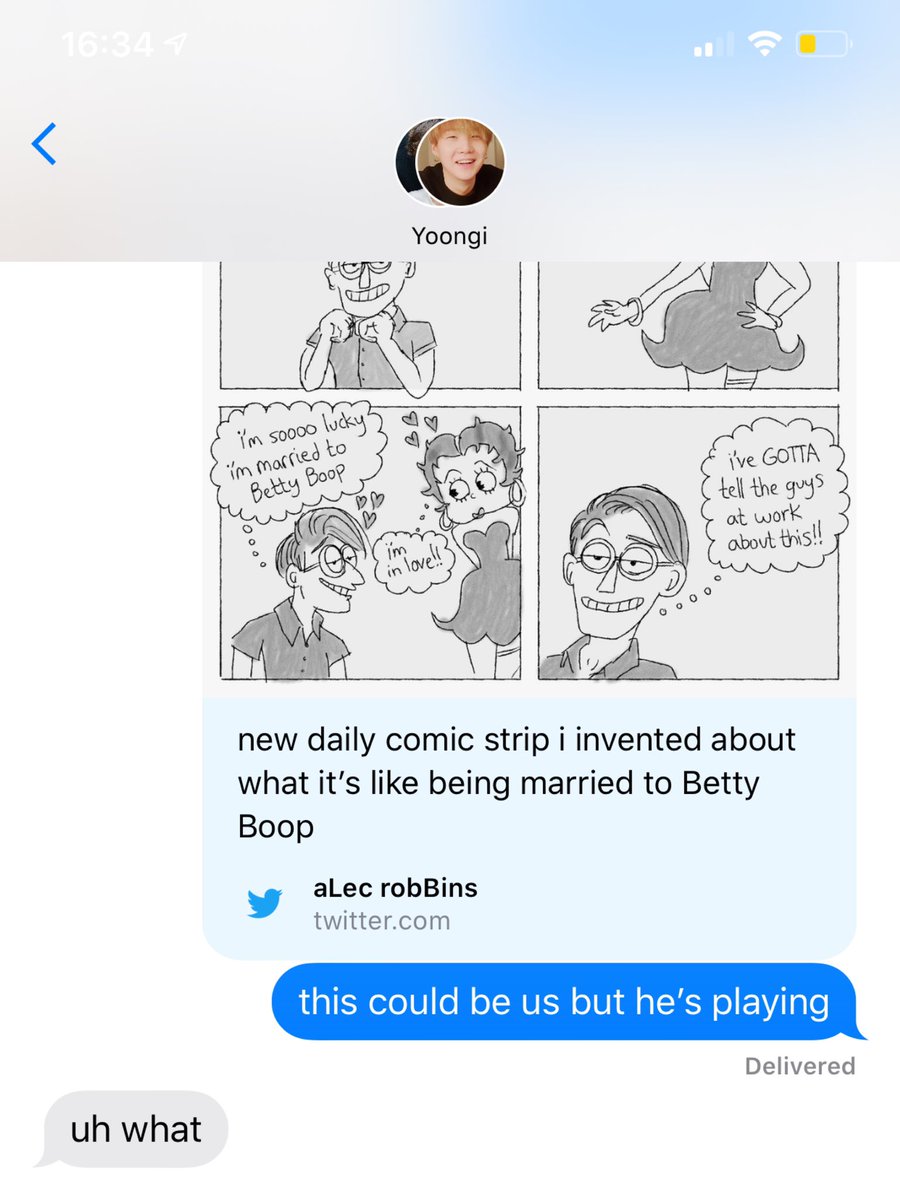 16:34
Yoongi
i'm soooo lucky
i'm married to
Betty Boop
i'm
in love!!
i've GOTTA
tell the guys
at work
about this!!
new daily comic strip i invented about
what it’s like being married to Betty
Boop
aLec robBins
twitter.com
this could be us but he’s playing
Delivered
uh what